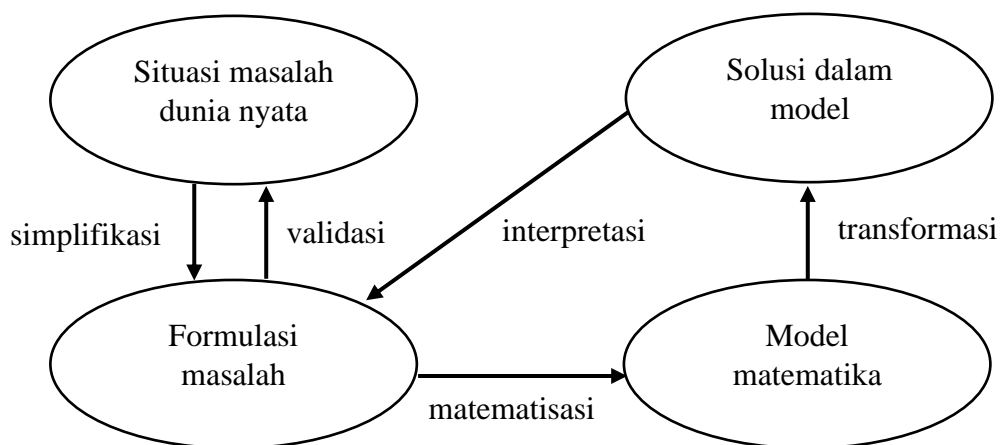 Situasi masalah
dunia nyata
Solusi dalam
model
simplifikasi
validasi
interpretasi
transformasi
Formulasi
masalah
Model
matematika
matematisasi